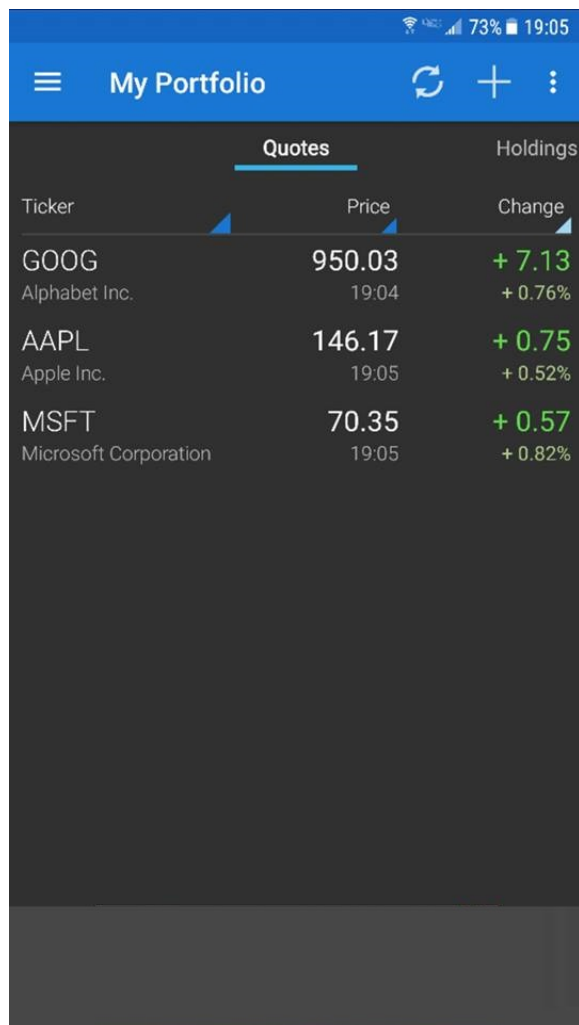 73% 19:05
My Portfolio
Quotes Holdings
Ticker Price Change
GOOG 950.03 + 7.13
Alphabet Inc. 19:04 + 0.76%
AAPL 146.17 + 0.75
Apple Inc. 19:05 + 0.52%
MSFT 70.35 + 0.57
Microsoft Corporation 19:05 + 0.82%